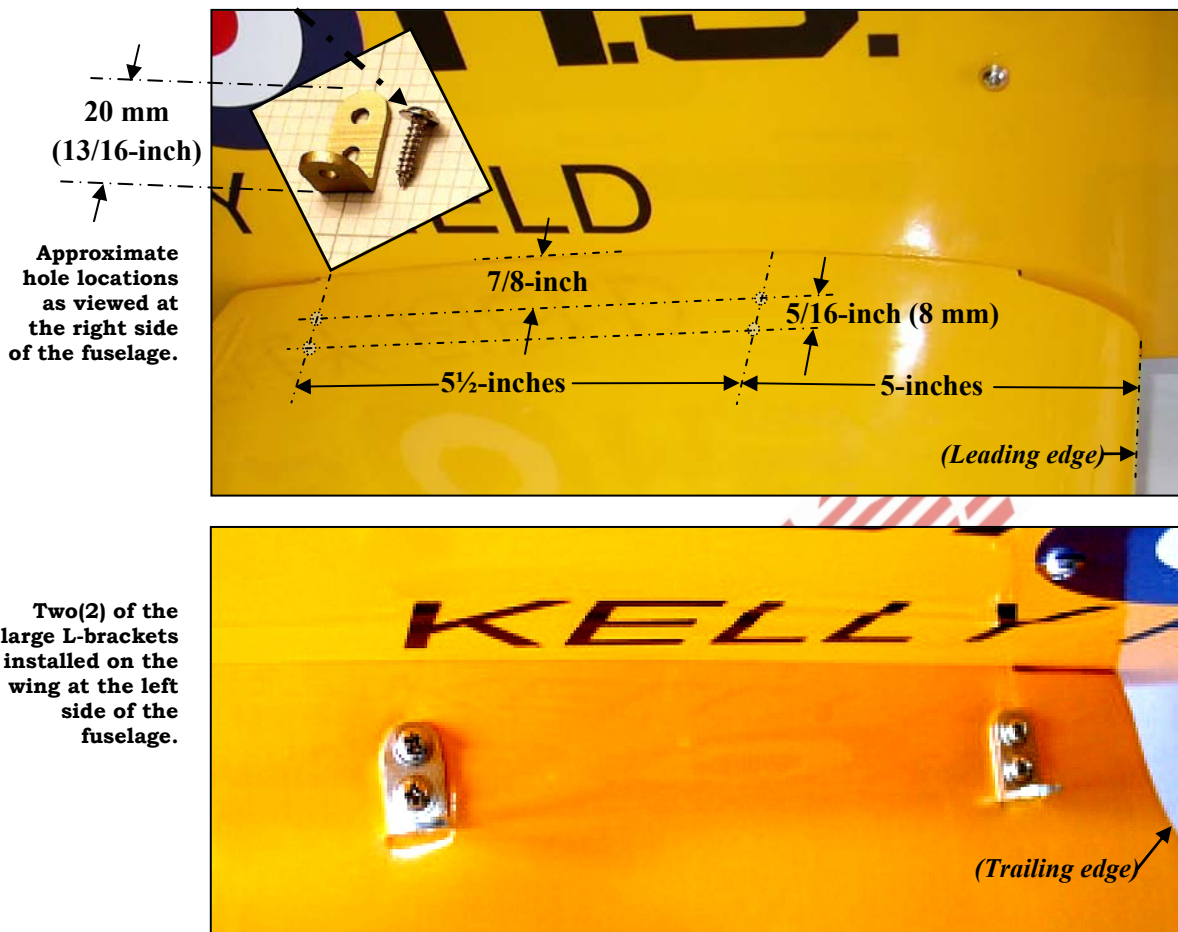 R.S.
20 mm
(13/16-inch)
ELD
Y
Approximate
hole locations
as viewed at
the right side
of the fuselage.
7/8-inch
5/16-inch (8 mm)
5½-inches
5-inches
(Leading edge)
Two(2) of the
large L-brackets
installed on the
wing at the left
side of the
fuselage.
KELLY
(Trailing edge)